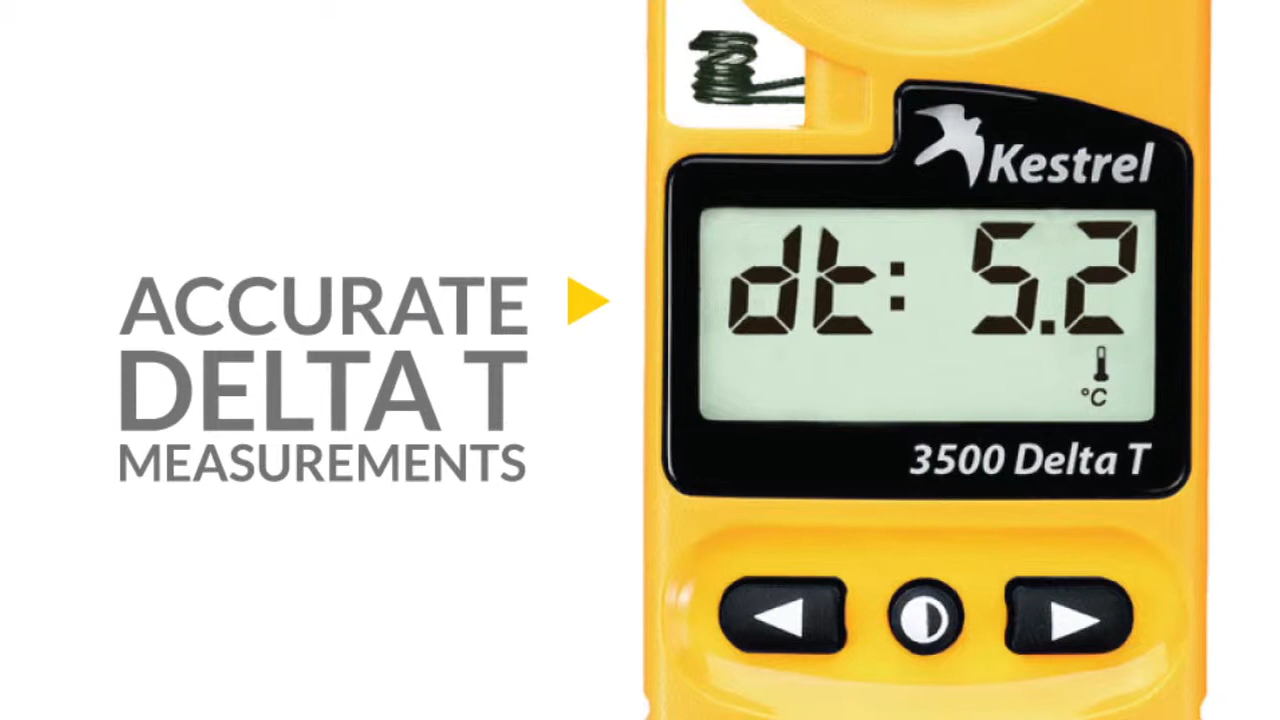 ACCURATE
DELTA T
MEASUREMENTS
Kestrel
dt: 5.2
°C
3500 Delta T